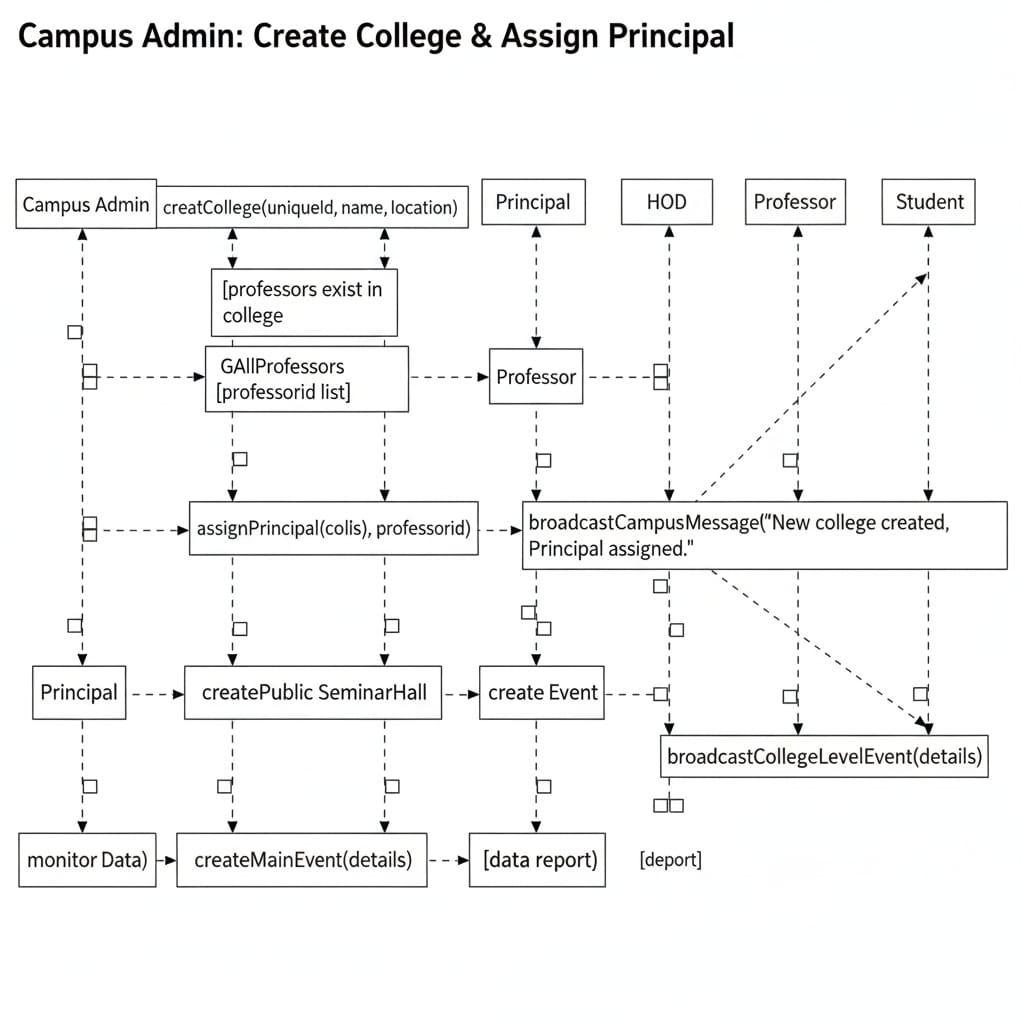 Campus Admin: Create College & Assign Principal
Campus Admin
creatCollege(uniqueId, name, location)
Principal
HOD
Professor
Student
[professors exist in
college
GAllProfessors
[professorid list]
Professor
assignPrincipal(colis), professorid)
broadcastCampusMessage("New college created,
Principal assigned."
Principal
createPublic SeminarHall
create Event
broadcastCollegeLevelEvent(details)
monitor Data)
createMainEvent(details)
[data report)
[deport]